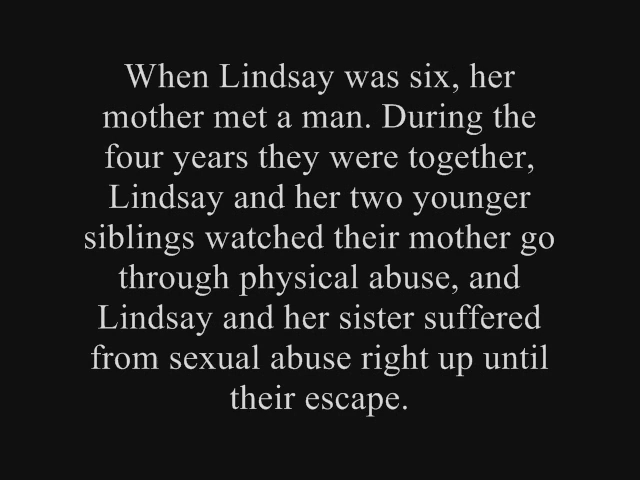 When Lindsay was six, her
mother met a man. During the
four years they were together,
Lindsay and her two younger
siblings watched their mother go
through physical abuse, and
Lindsay and her sister suffered
from sexual abuse right up until
their escape.